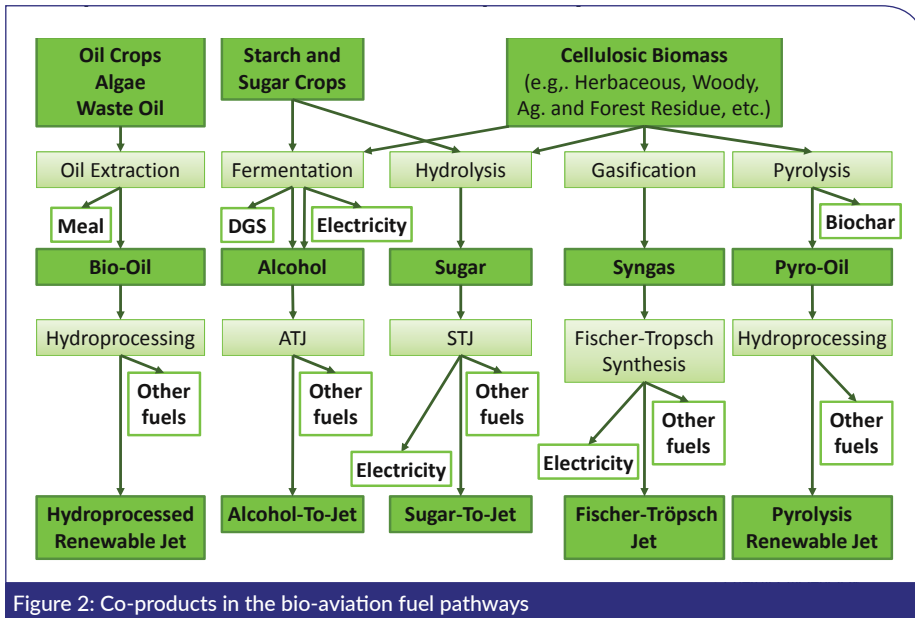 Oil Crops
Algae
Waste Oil
Starch and
Sugar Crops
Cellulosic Biomass
(e.g,. Herbaceous, Woody,
Ag. and Forest Residue, etc.)
Oil Extraction
Fermentation
Hydrolysis
Gasification
Pyrolysis
Meal
DGS
Electricity
Biochar
Bio-Oil
Alcohol
Sugar
Syngas
Pyro-Oil
Hydroprocessing
ATJ
STJ
Fischer-Tropsch
Synthesis
Hydroprocessing
Other
fuels
Other
fuels
Other
fuels
Other
fuels
Other
fuels
Electricity
Electricity
Hydroprocessed
Renewable Jet
Alcohol-To-Jet
Sugar-To-Jet
Fischer-Tröpsch
Jet
Pyrolysis
Renewable Jet
Figure 2: Co-products in the bio-aviation fuel pathways